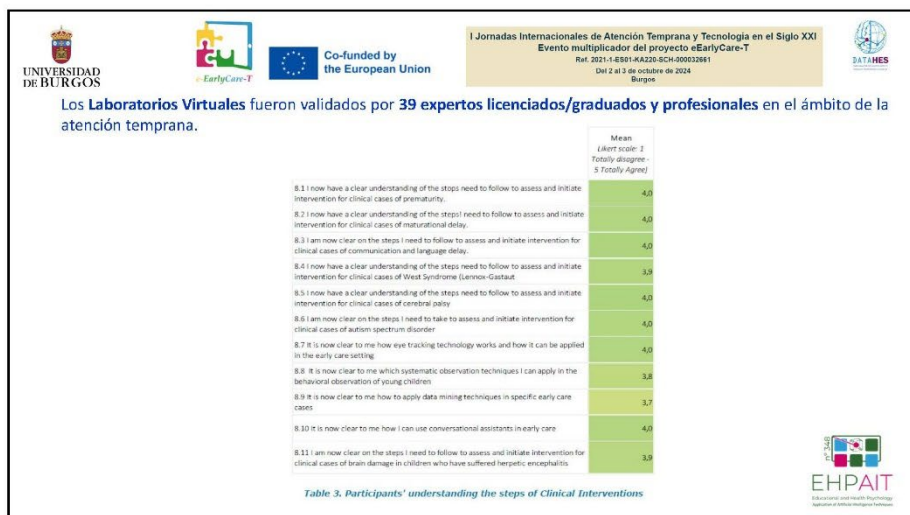 UNIVERSIDAD
DE BURGOS
e-EarlyCare-T
Co-funded by
the European Union
I Jornadas Internacionales de Atención Temprana y Tecnología en el Siglo XXI
Evento multiplicador del proyecto eEarlyCare-T
Ref. 2021-1-ES01-KA220-SCH-000032661
Del 2 al 3 de octubre de 2024
Burgos
DATAHES
Los Laboratorios Virtuales fueron validados por 39 expertos licenciados/graduados y profesionales en el ámbito de la
atención temprana.
Mean
Likert scale: 1
Totally disagree -
5 Totally Agree)
8.1 I now have a clear understanding of the stops need to follow to assess and initiate
intervention for clinical cases of prematurity.
4,0
8.2 I now have a clear understanding of the steps I need to follow to assess and initiate
intervention for clinical cases of maturational delay.
4,0
8.3 I am now clear on the steps I need to follow to assess and initiate intervention for
clinical cases of communication and language delay.
4,0
8.4 I now have a clear understanding of the steps need to follow to assess and initiate
intervention for clinical cases of West Syndrome (Lennox-Gastaut
3,9
8.5 I now have a clear understanding of the steps need to follow to assess and initiate
intervention for clinical cases of cerebral palsy
4,0
8.6 I am now clear on the steps I need to take to assess and initiate intervention for
clinical cases of autism spectrum disorder
4,0
8.7 It is now clear to me how eye tracking technology works and how it can be applied
in the early care setting
4,0
8.8 It is now clear to me which systematic observation techniques I can apply in the
behavioral observation of young children
3,8
8.9 It is now clear to me how to apply data mining techniques in specific early care
cases
3,7
8.10 It is now clear to me how I can use conversational assistants in early care
4,0
8.11 I am now clear on the steps I need to follow to assess and initiate intervention for
clinical cases of brain damage in children who have suffered herpetic encephalitis
3,9
Table 3. Participants' understanding the steps of Clinical Interventions
nº 348
EHPAIT
Educational and Health Psychology
Application of Artificial Intelligence Techniques